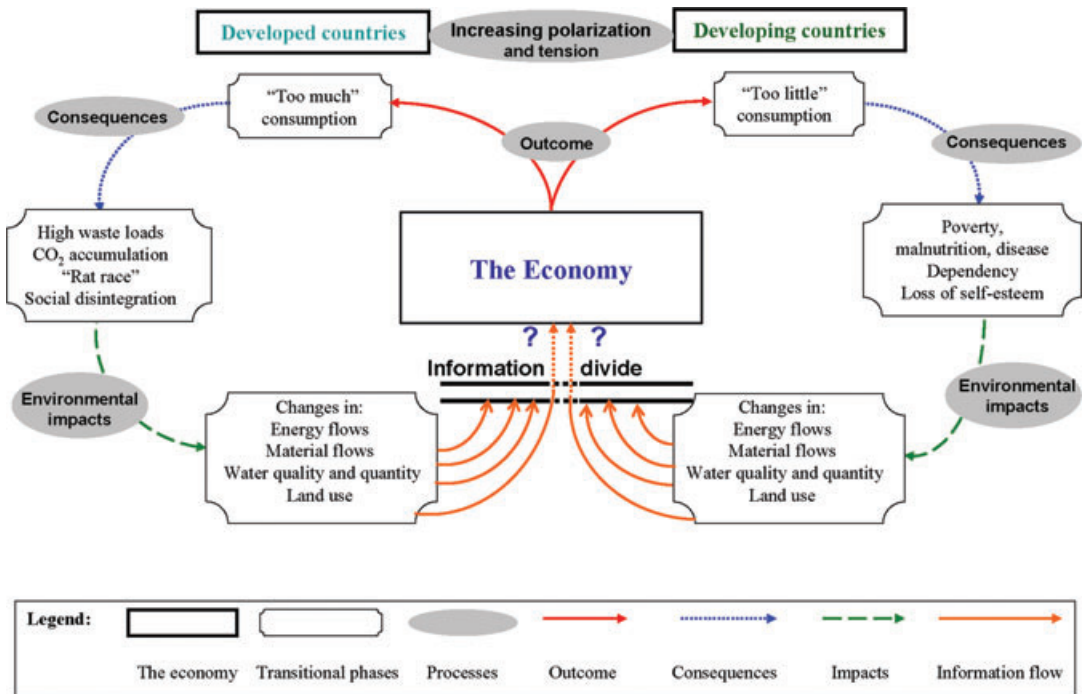 Developed countries
Increasing polarization
and tension
Developing countries
"Too much"
consumption
"Too little"
consumption
Consequences
Outcome
Consequences
High waste loads
CO₂ accumulation
"Rat race"
Social disintegration
The Economy
Poverty,
malnutrition, disease
Dependency
Loss of self-esteem
? ?
Information divide
Environmental
impacts
Environmental
impacts
Changes in:
Energy flows
Material flows
Water quality and quantity
Land use
Changes in:
Energy flows
Material flows
Water quality and quantity
Land use
Legend:
The economy
Transitional phases
Processes
Outcome
Consequences
Impacts
Information flow